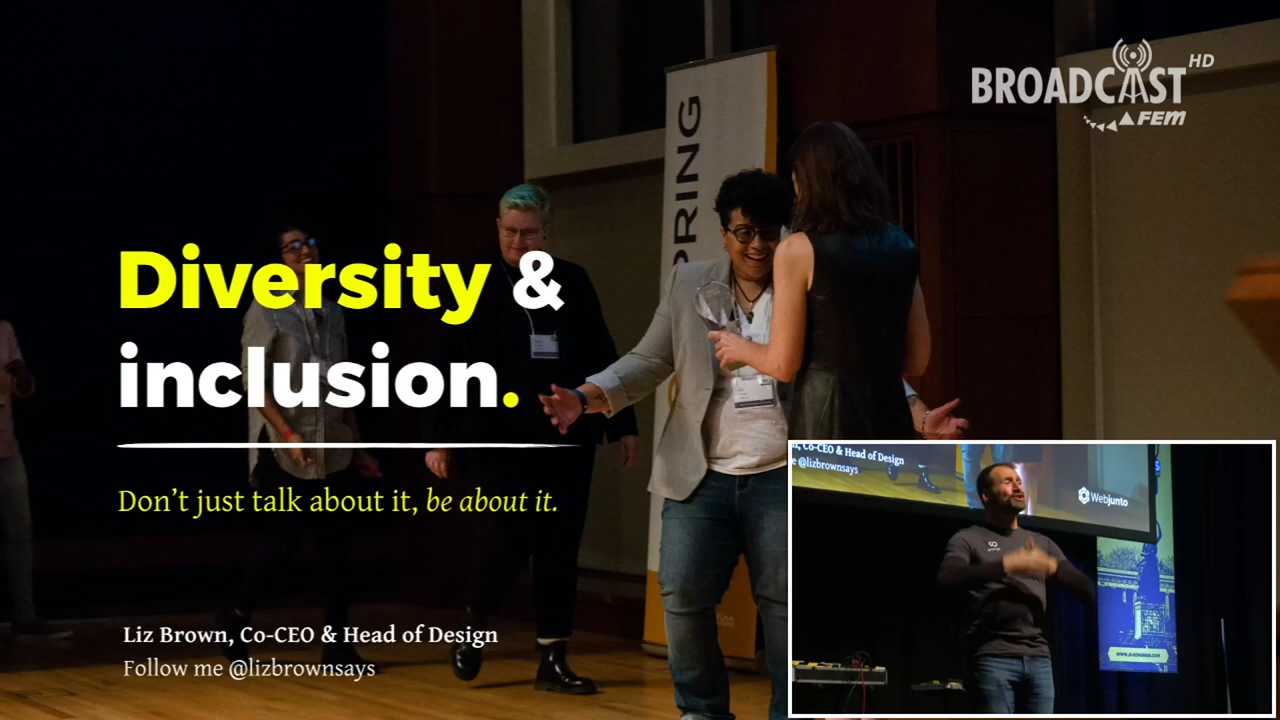 BROADCAST HD
FEM
PRING
Diversity &
inclusion.
Don't just talk about it, be about it.
Liz Brown, Co-CEO & Head of Design
Follow me @lizbrownsays
, Co-CEO & Head of Design
e @lizbrownsays
Webjunto